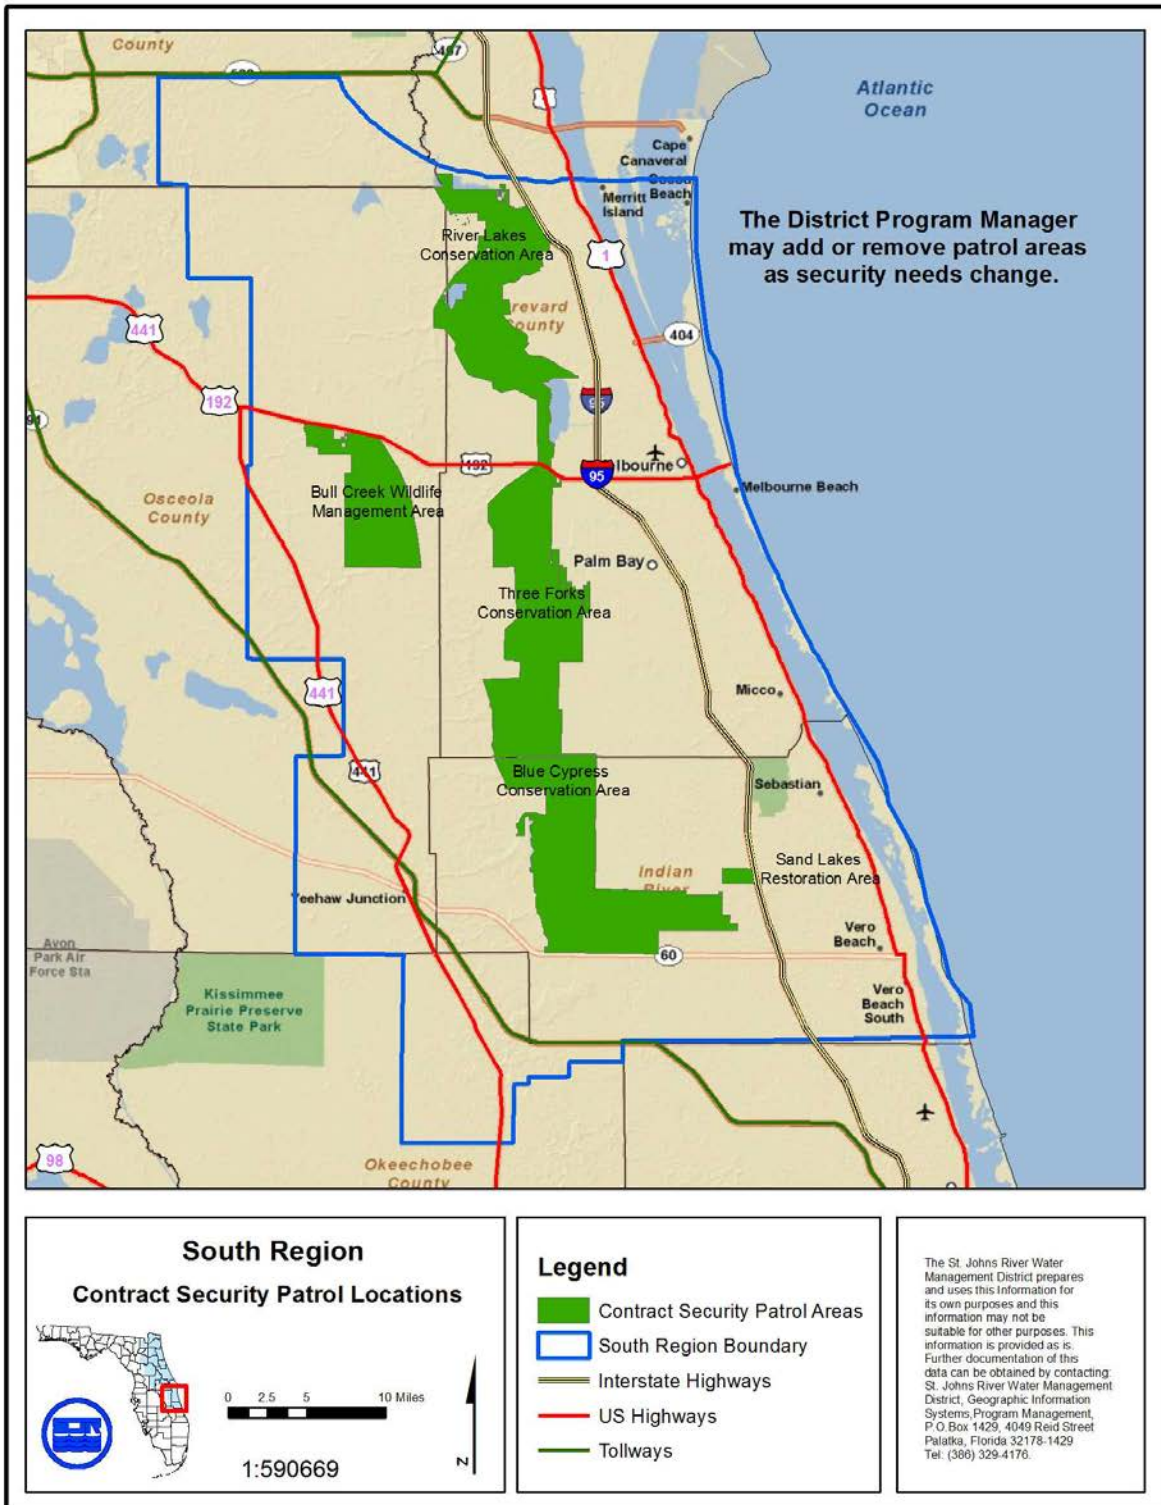 County
407
528
1
Atlantic
Ocean
Cape
Canaveral
Cocoa
Beach
Merritt
Island
The District Program Manager
may add or remove patrol areas
as security needs change.
River Lakes
Conservation Area
1
revard
County
441
404
192
91
95
192
95
lbourne
Melbourne Beach
Osceola
County
Bull Creek Wildlife
Management Area
Palm Bay
Three Forks
Conservation Area
441
Micco
441
Blue Cypress
Conservation Area
Sebastian
Sand Lakes
Restoration Area
Indian
River
Yeehaw Junction
Vero
Beach
60
Avon
Park Air
Force Sta
Kissimmee
Prairie Preserve
State Park
Vero
Beach
South
98
Okeechobee
County
South Region
Contract Security Patrol Locations
0 2.5 5 10 Miles
1:590669
N
Legend
Contract Security Patrol Areas
South Region Boundary
Interstate Highways
US Highways
Tollways
The St. Johns River Water
Management District prepares
and uses this information for
its own purposes and this
information may not be
suitable for other purposes. This
information is provided as is.
Further documentation of this
data can be obtained by contacting:
St. Johns River Water Management
District, Geographic Information
Systems,Program Management,
P.O.Box 1429, 4049 Reid Street
Palatka, Florida 32178-1429
Tel: (386) 329-4176.